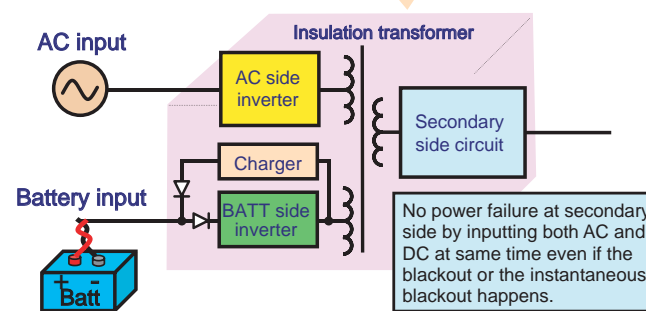 Insulation transformer
AC input
AC side
inverter
Secondary
side circuit
Charger
Battery input
BATT side
inverter
+ -
Batt
No power failure at secondary
side by inputting both AC and
DC at same time even if the
blackout or the instantaneous
blackout happens.